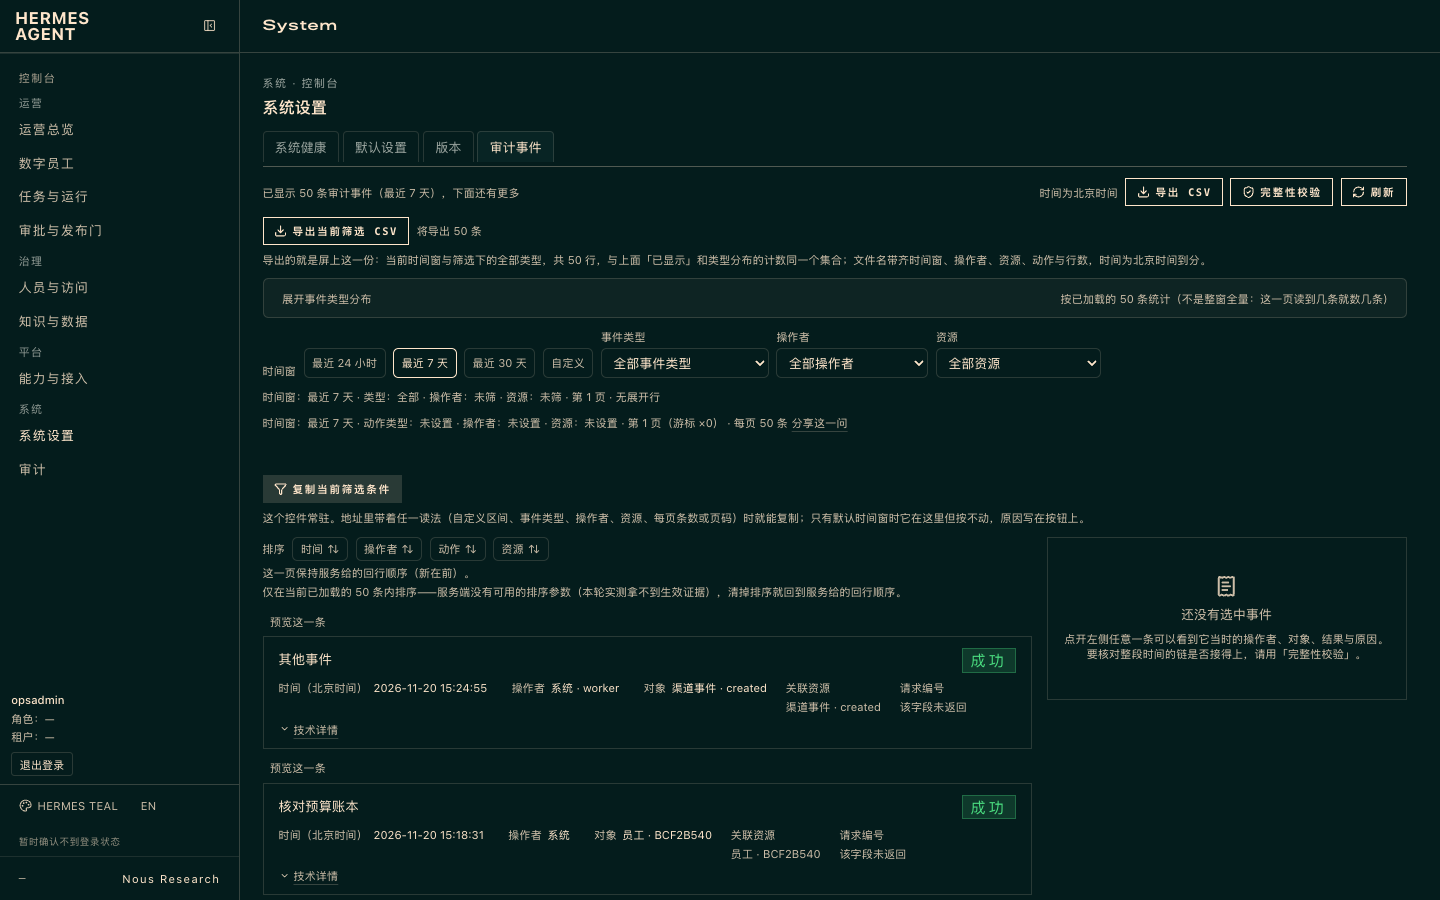 HERMES
AGENT
System
控制台
运营
运营总览
数字员工
任务与运行
审批与发布门
治理
人员与访问
知识与数据
平台
能力与接入
系统
系统设置
审计
opsadmin
角色： —
租户： —
退出登录
HERMES TEAL EN
暂时确认不到登录状态
— Nous Research
系统 · 控制台
系统设置
系统健康 默认设置 版本 审计事件
已显示 50 条审计事件（最近 7 天），下面还有更多
时间为北京时间 导出 CSV 完整性校验 刷新
导出当前筛选 CSV 将导出 50 条
导出的就是屏上这一份：当前时间窗与筛选下的全部类型，共 50 行，与上面「已显示」和类型分布的计数同一个集合；文件名带齐时间窗、操作者、资源、动作与行数，时间为北京时间到分。
展开事件类型分布 按已加载的 50 条统计（不是整窗全量：这一页读到几条就数几条）
事件类型 操作者 资源
时间窗 最近 24 小时 最近 7 天 最近 30 天 自定义 全部事件类型 全部操作者 全部资源
时间窗：最近 7 天 · 类型：全部 · 操作者：未筛 · 资源：未筛 · 第 1 页 · 无展开行
时间窗：最近 7 天 · 动作类型：未设置 · 操作者：未设置 · 资源：未设置 · 第 1 页（游标 ×0） · 每页 50 条 分享这一问
复制当前筛选条件
这个控件常驻。地址里带着任一读法（自定义区间、事件类型、操作者、资源、每页条数或页码）时就能复制；只有默认时间窗时它在这里但按不动，原因写在按钮上。
排序 时间 ⇅ 操作者 ⇅ 动作 ⇅ 资源 ⇅
这一页保持服务给的回行顺序（新在前）。
仅在当前已加载的 50 条内排序——服务端没有可用的排序参数（本轮实测拿不到生效证据），清掉排序就回到服务给的回行顺序。
预览这一条
其他事件 成功
时间（北京时间） 2026-11-20 15:24:55 操作者 系统 · worker 对象 渠道事件 · created 关联资源 请求编号
渠道事件 · created 该字段未返回
技术详情
预览这一条
核对预算账本 成功
时间（北京时间） 2026-11-20 15:18:31 操作者 系统 对象 员工 · BCF2B540 关联资源 请求编号
员工 · BCF2B540 该字段未返回
技术详情
还没有选中事件
点开左侧任意一条可以看到它当时的操作者、对象、结果与原因。
要核对整段时间的链是否接得上，请用「完整性校验」。